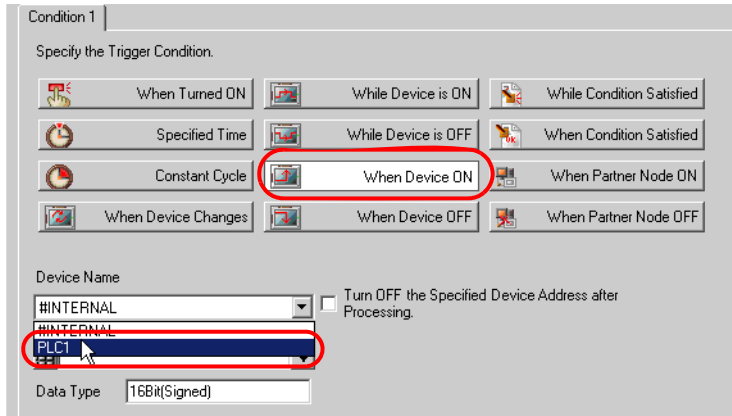 Condition 1
Specify the Trigger Condition.
When Turned ON
While Device is ON
While Condition Satisfied
Specified Time
While Device is OFF
When Condition Satisfied
Constant Cycle
When Device ON
When Partner Node ON
When Device Changes
When Device OFF
When Partner Node OFF
Device Name
#INTERNAL
Turn OFF the Specified Device Address after
Processing.
#INTERNAL
PLC1
Data Type
16Bit(Signed)